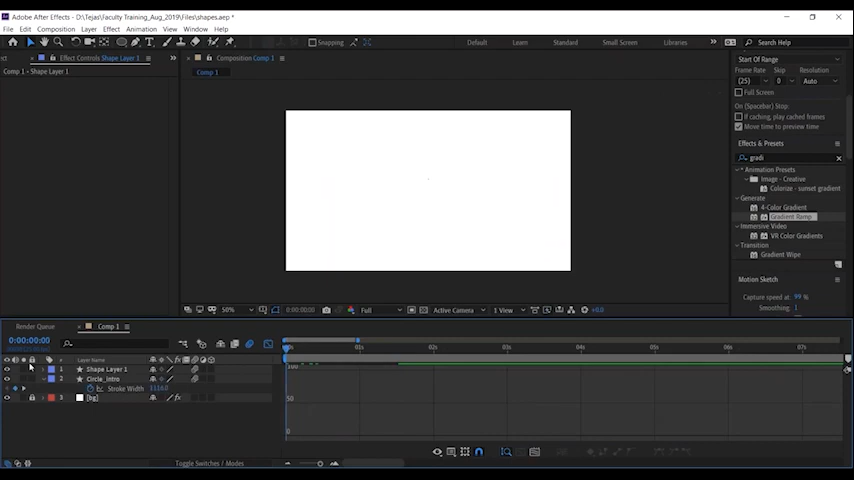 Adobe After Effects - D:\Tejas\Faculty Training_Aug_2019\Files\shapes.aep *
File Edit Composition Layer Effect Animation View Window Help
Snapping Default Learn Standard Small Screen Libraries Search Help
Effect Controls Shape Layer 1
Comp 1 • Shape Layer 1
Composition Comp 1
Comp 1
Start Of Range
Frame Rate Skip Resolution
(25) 0 Auto
Full Screen
On (Spacebar) Stop:
If caching, play cached frames
Move time to preview time
Effects & Presets
gradi
* Animation Presets
Image - Creative
Colorize - sunset gradient
Generate
4-Color Gradient
Gradient Ramp
Immersive Video
VR Color Gradients
Transition
Gradient Wipe
Motion Sketch
Capture speed at: 99 %
Smoothing: 1
50% 0:00:00:00 Full Active Camera 1 View +0.0
Render Queue Comp 1
0:00:00:00
# Layer Name
1 Shape Layer 1
2 Circle_intro
Stroke Width
3 [bg]
01s 02s 03s 04s 05s 06s 07s
100
50
0
Toggle Switches / Modes